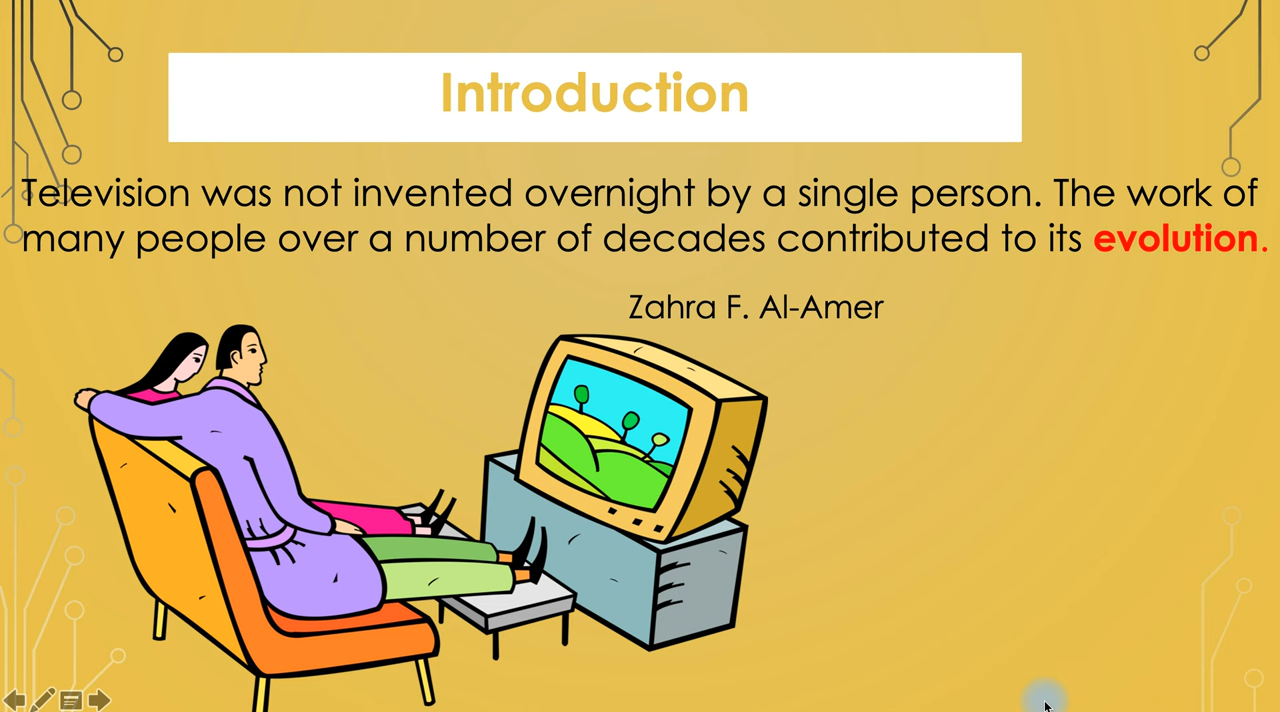 Introduction
Television was not invented overnight by a single person. The work of
many people over a number of decades contributed to its evolution.
Zahra F. Al-Amer